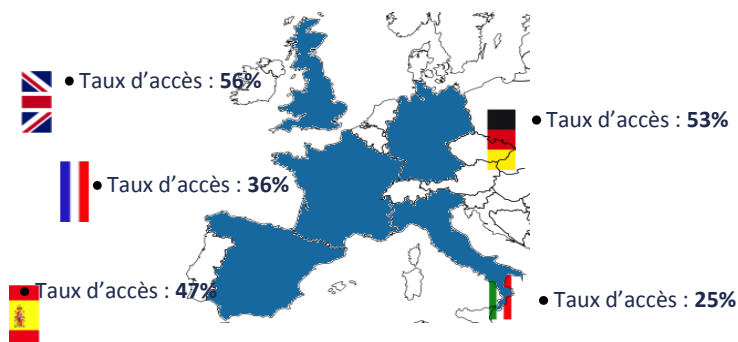 • Taux d’accès : 56%
• Taux d’accès : 53%
• Taux d’accès : 36%
• Taux d’accès : 47%
• Taux d’accès : 25%